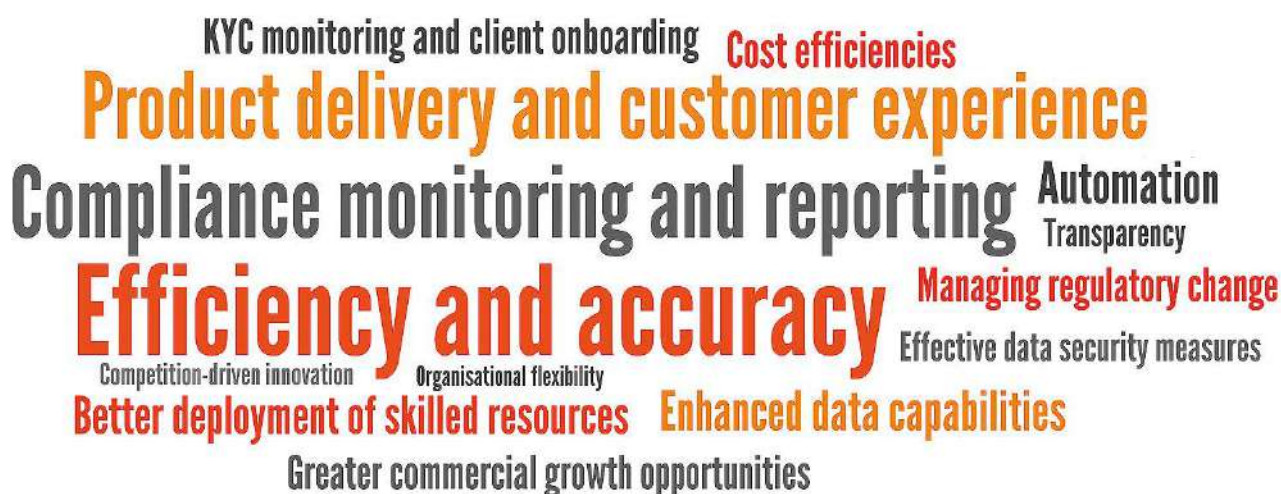 KYC monitoring and client onboarding
Cost efficiencies
Product delivery and customer experience
Compliance monitoring and reporting
Automation
Transparency
Efficiency and accuracy
Managing regulatory change
Effective data security measures
Competition-driven innovation
Organisational flexibility
Better deployment of skilled resources
Enhanced data capabilities
Greater commercial growth opportunities